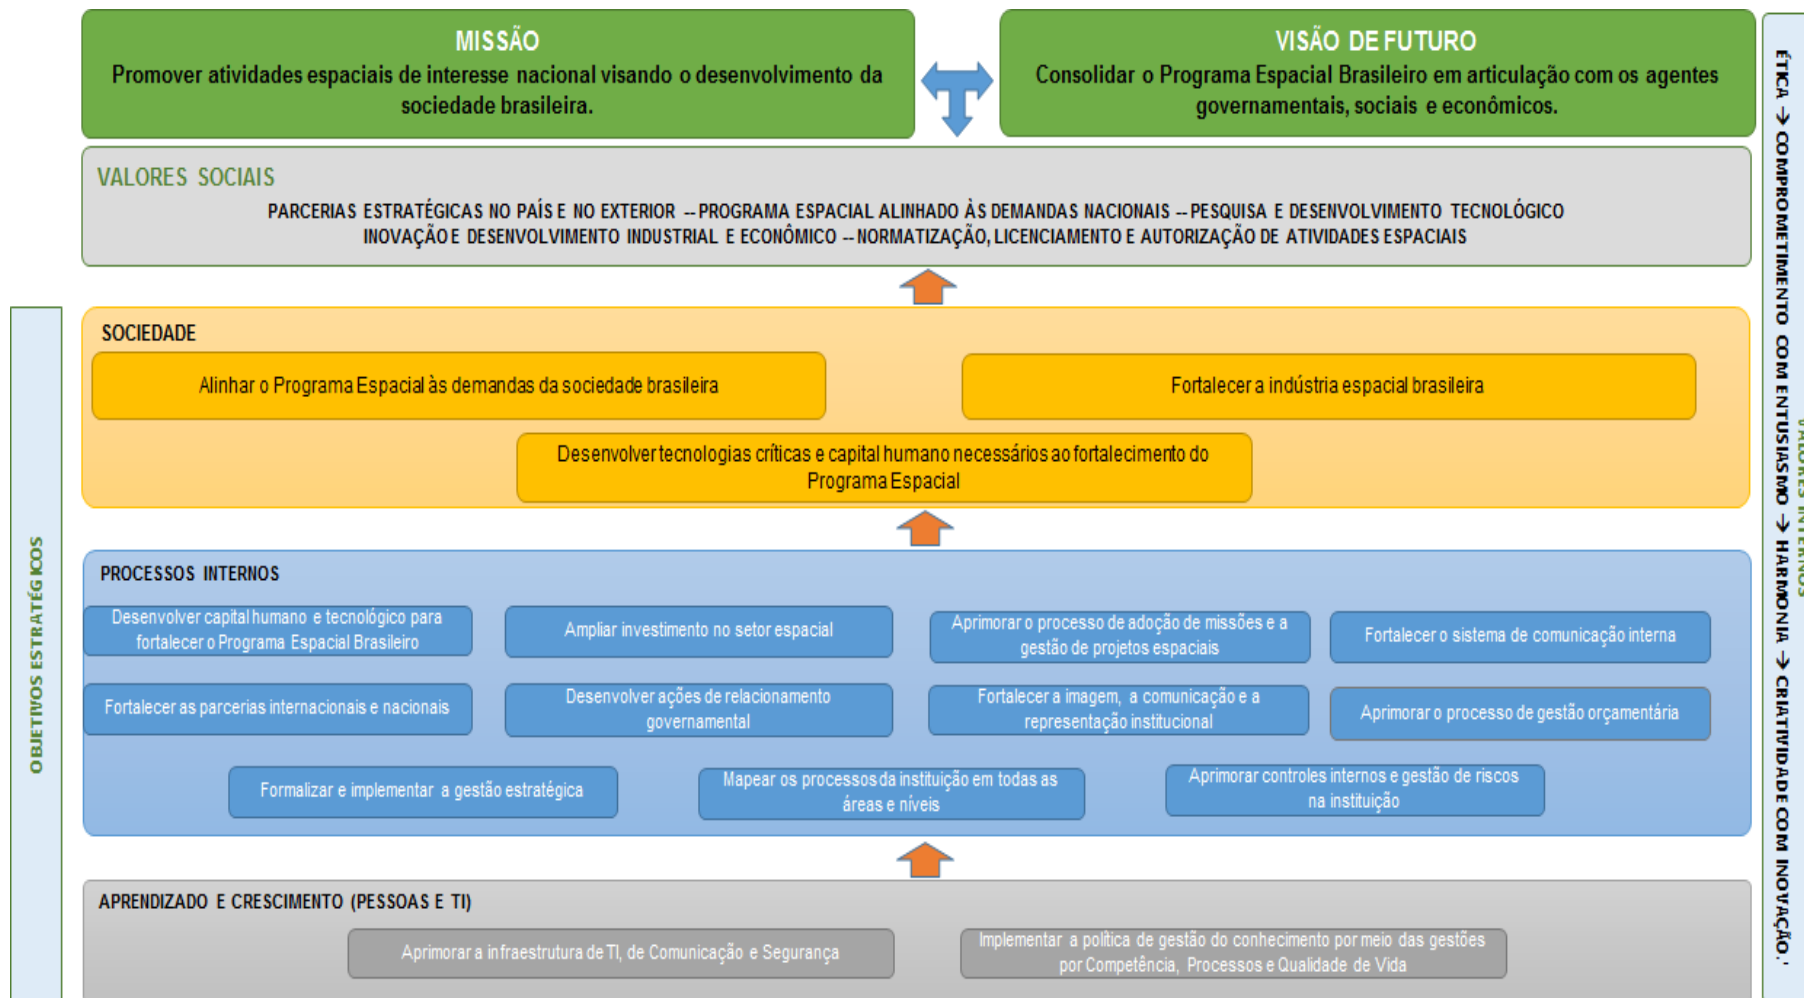 MISSÃO
Promover atividades espaciais de interesse nacional visando o desenvolvimento da
sociedade brasileira.
VISÃO DE FUTURO
Consolidar o Programa Espacial Brasileiro em articulação com os agentes
governamentais, sociais e econômicos.
VALORES SOCIAIS
PARCERIAS ESTRATÉGICAS NO PAÍS E NO EXTERIOR -- PROGRAMA ESPACIAL ALINHADO ÀS DEMANDAS NACIONAIS -- PESQUISA E DESENVOLVIMENTO TECNOLÓGICO
INOVAÇÃO E DESENVOLVIMENTO INDUSTRIAL E ECONÔMICO -- NORMATIZAÇÃO, LICENCIAMENTO E AUTORIZAÇÃO DE ATIVIDADES ESPACIAIS
OBJETIVOS ESTRATÉGICOS
SOCIEDADE
Alinhar o Programa Espacial às demandas da sociedade brasileira
Fortalecer a indústria espacial brasileira
Desenvolver tecnologias críticas e capital humano necessários ao fortalecimento do
Programa Espacial
PROCESSOS INTERNOS
Desenvolver capital humano e tecnológico para
fortalecer o Programa Espacial Brasileiro
Ampliar investimento no setor espacial
Aprimorar o processo de adoção de missões e a
gestão de projetos espaciais
Fortalecer o sistema de comunicação interna
Fortalecer as parcerias internacionais e nacionais
Desenvolver ações de relacionamento
governamental
Fortalecer a imagem, a comunicação e a
representação institucional
Aprimorar o processo de gestão orçamentária
Formalizar e implementar a gestão estratégica
Mapear os processos da instituição em todas as
áreas e níveis
Aprimorar controles internos e gestão de riscos
na instituição
APRENDIZADO E CRESCIMENTO (PESSOAS E TI)
Aprimorar a infraestrutura de TI, de Comunicação e Segurança
Implementar a política de gestão do conhecimento por meio das gestões
por Competência, Processos e Qualidade de Vida
VALORES INTERNOS
ÉTICA → COMPROMETIMENTO COM ENTUSIASMO → HARMONIA → CRIATIVIDADE COM INOVAÇÃO.'